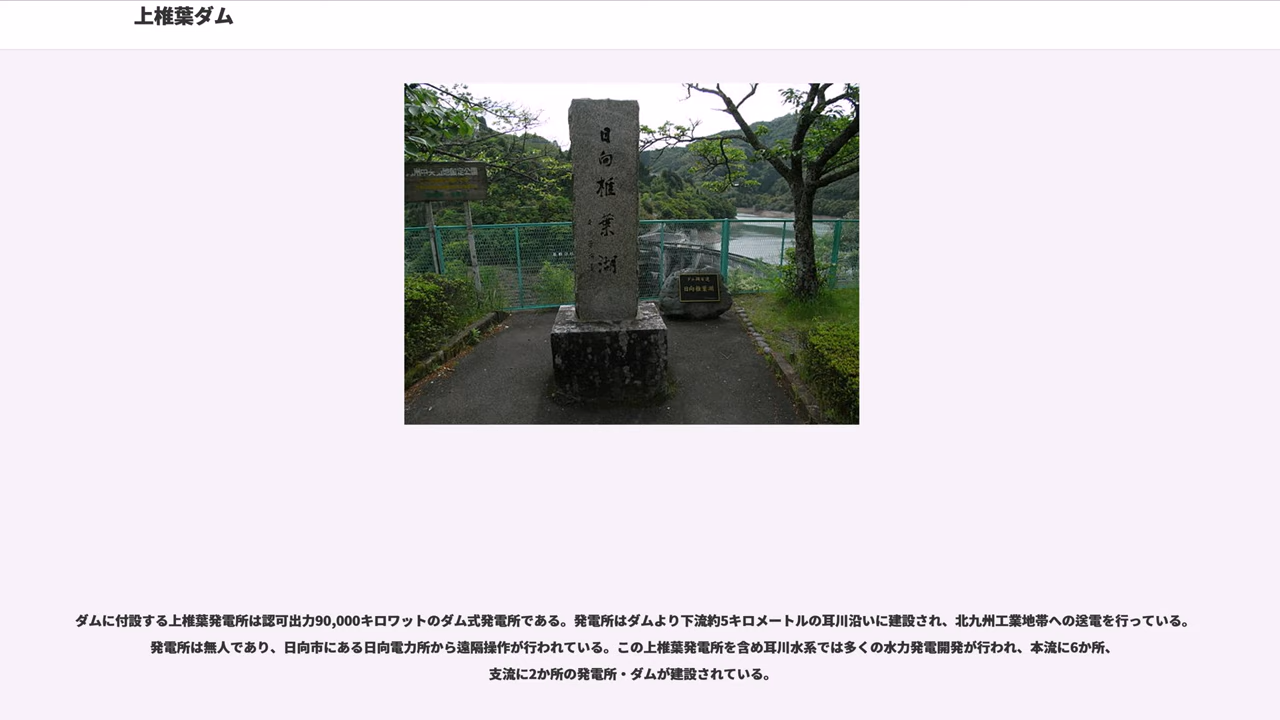 上椎葉ダム
日向椎葉湖
日向椎葉湖
ダムに付設する上椎葉発電所は認可出力90,000キロワットのダム式発電所である。発電所はダムより下流約5キロメートルの耳川沿いに建設され、北九州工業地帯への送電を行っている。
発電所は無人であり、日向市にある日向電力所から遠隔操作が行われている。この上椎葉発電所を含め耳川水系では多くの水力発電開発が行われ、本流に6か所、
支流に2か所の発電所・ダムが建設されている。